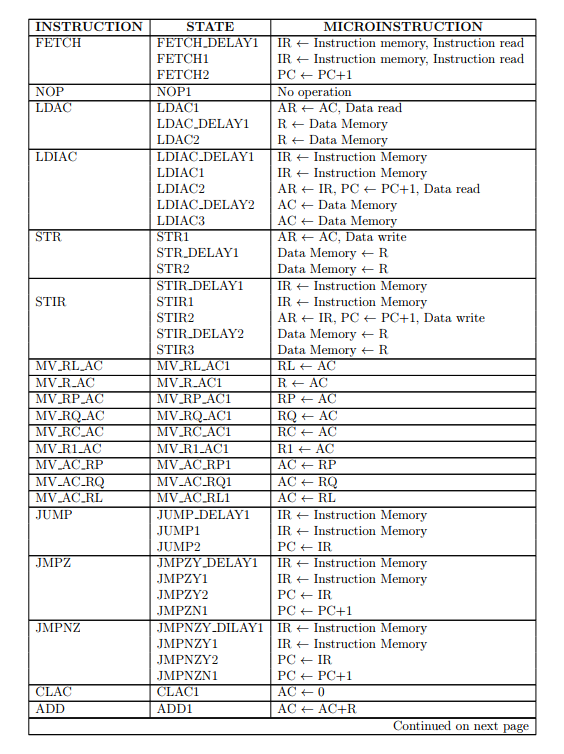 INSTRUCTION STATE MICROINSTRUCTION
FETCH FETCH_DELAY1 IR ← Instruction memory, Instruction read
FETCH1 IR ← Instruction memory, Instruction read
FETCH2 PC ← PC+1
NOP NOP1 No operation
LDAC LDAC1 AR ← AC, Data read
LDAC_DELAY1 R ← Data Memory
LDAC2 R ← Data Memory
LDIAC LDIAC_DELAY1 IR ← Instruction Memory
LDIAC1 IR ← Instruction Memory
LDIAC2 AR ← IR, PC ← PC+1, Data read
LDIAC_DELAY2 AC ← Data Memory
LDIAC3 AC ← Data Memory
STR STR1 AR ← AC, Data write
STR_DELAY1 Data Memory ← R
STR2 Data Memory ← R
STIR_DELAY1 IR ← Instruction Memory
STIR STIR1 IR ← Instruction Memory
STIR2 AR ← IR, PC ← PC+1, Data write
STIR_DELAY2 Data Memory ← R
STIR3 Data Memory ← R
MV_RL_AC MV_RL_AC1 RL ← AC
MV_R_AC MV_R_AC1 R ← AC
MV_RP_AC MV_RP_AC1 RP ← AC
MV_RQ_AC MV_RQ_AC1 RQ ← AC
MV_RC_AC MV_RC_AC1 RC ← AC
MV_R1_AC MV_R1_AC1 R1 ← AC
MV_AC_RP MV_AC_RP1 AC ← RP
MV_AC_RQ MV_AC_RQ1 AC ← RQ
MV_AC_RL MV_AC_RL1 AC ← RL
JUMP JUMP_DELAY1 IR ← Instruction Memory
JUMP1 IR ← Instruction Memory
JUMP2 PC ← IR
JMPZ JMPZY_DELAY1 IR ← Instruction Memory
JMPZY1 IR ← Instruction Memory
JMPZY2 PC ← IR
JMPZN1 PC ← PC+1
JMPNZ JMPNZY_DILAY1 IR ← Instruction Memory
JMPNZY1 IR ← Instruction Memory
JMPNZY2 PC ← IR
JMPNZN1 PC ← PC+1
CLAC CLAC1 AC ← 0
ADD ADD1 AC ← AC+R
Continued on next page